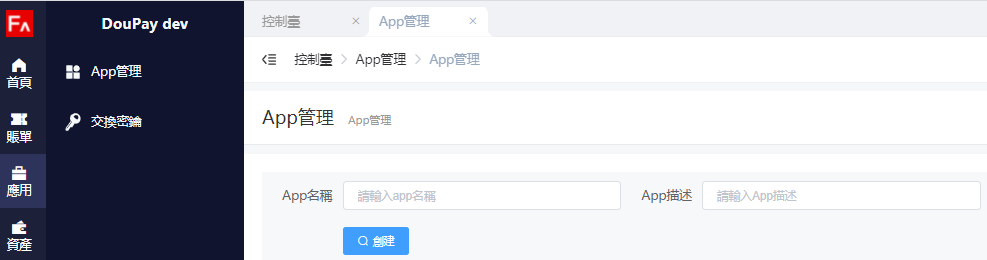 FA
DouPay dev
控制臺
App管理
首頁
App管理
控制臺
App管理
App管理
賬單
交換密鑰
App管理
App管理
應用
App名稱
請輸入app名稱
App描述
請輸入App描述
資產
創建